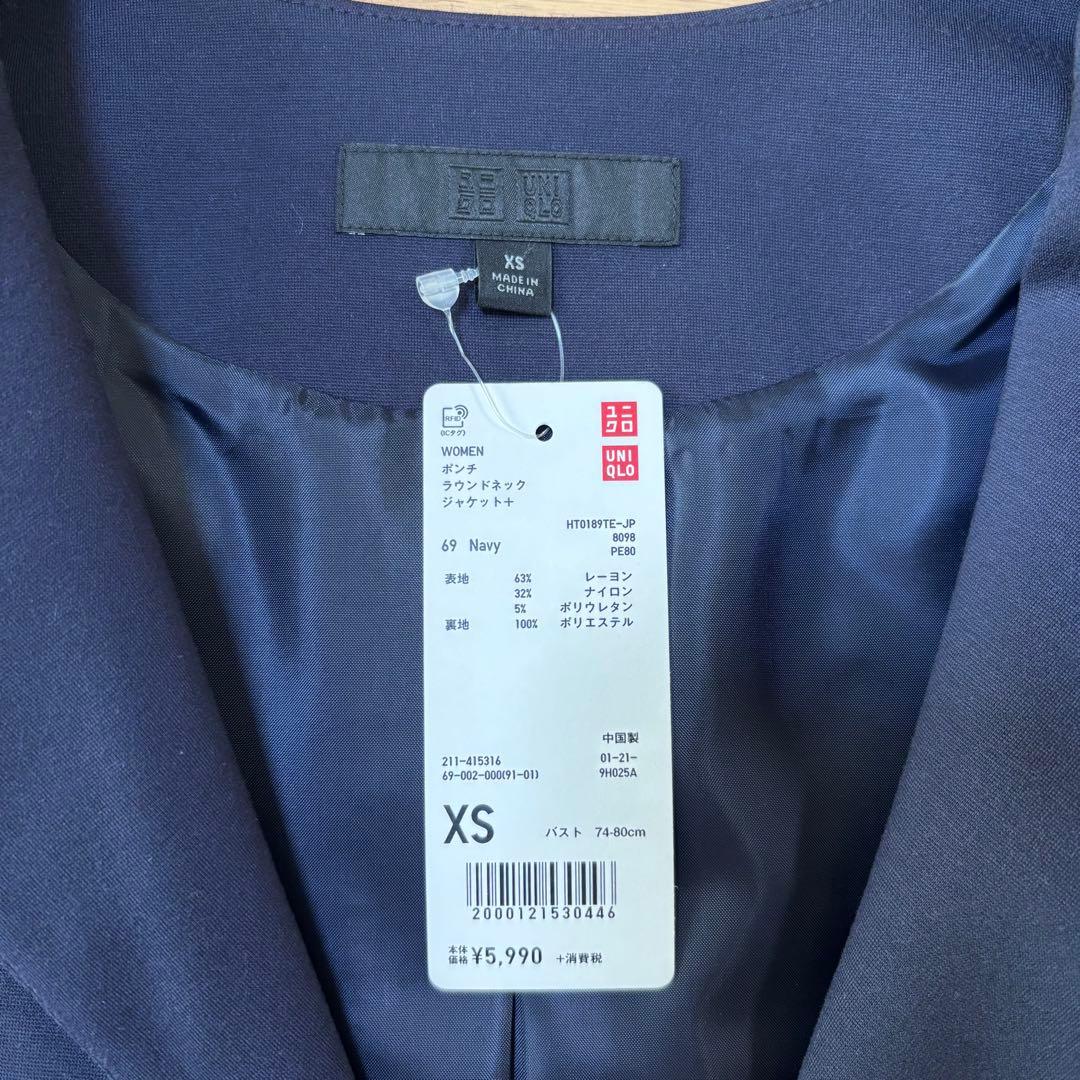 ユニ
クロ
UNI
QLO
XS
MADE IN
CHINA
RFID
(ICタグ)
ユニ
クロ
UNI
QLO
WOMEN
ポンチ
ラウンドネック
ジャケット+
HT0189TE-JP
69 Navy
8098
PE80
表地 63% レーヨン
32% ナイロン
5% ポリウレタン
裏地 100% ポリエステル
中国製
211-415316 01-21-
69-002-000(91-01) 9H025A
XS バスト 74-80cm
2000121530446
本体価格 ¥5,990 +消費税